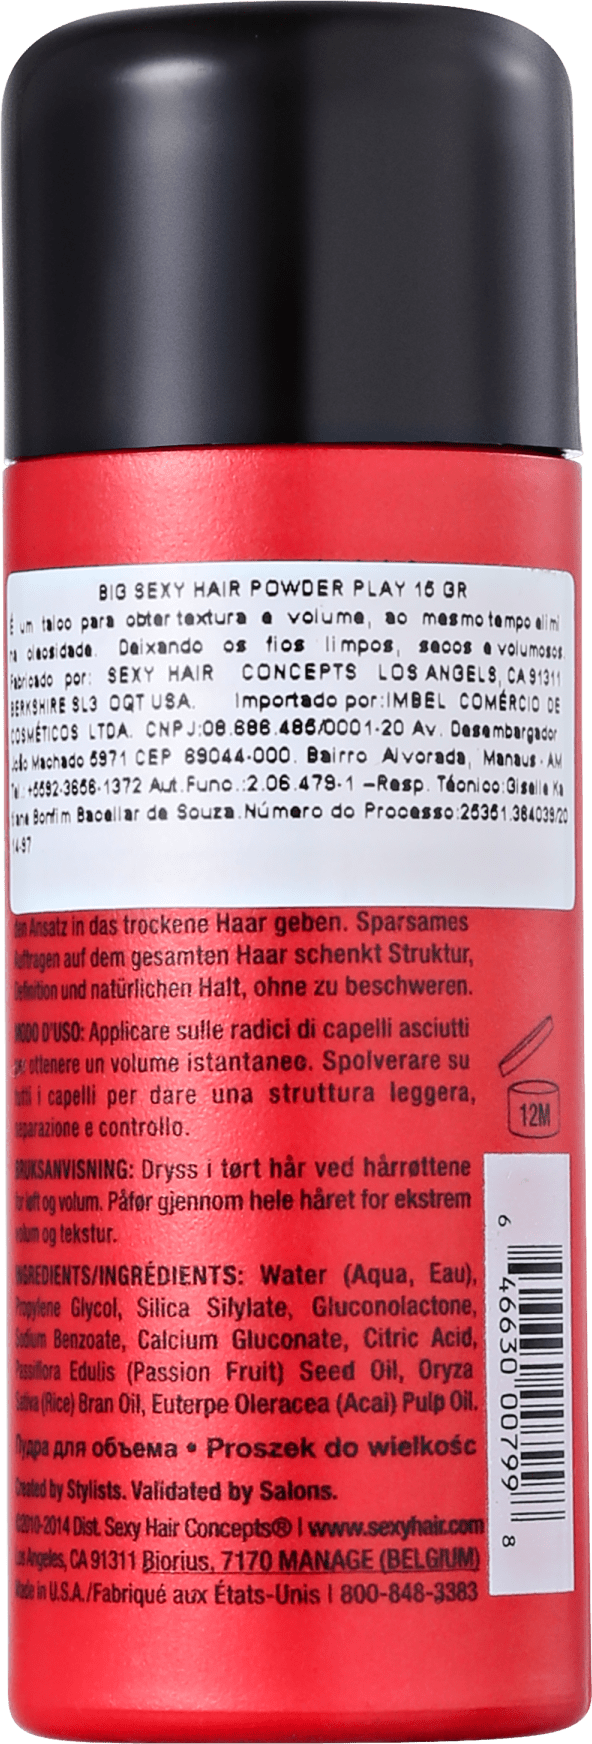 BIG SEXY HAIR POWDER PLAY 15 GR
É um talco para obter textura e volume, ao mesmo tempo elimi
na oleosidade. Deixando os fios limpos, secos e volumosos.
Fabricado por: SEXY HAIR CONCEPTS LOS ANGELS, CA 91311
BERKSHIRE SL3 0QT USA. Importado por: IMBEL COMÉRCIO DE
COSMÉTICOS LTDA. CNPJ:08.686.485/0001-20 Av. Desembargador
João Machado 5971 CEP 69044-000. Bairro Alvorada, Manaus - AM
Tel.:+5592-3656-1372 Aut.Func.:2.06.479-1 –Resp. Técnico:Giselle Ka
tiane Bonfim Bacellar de Souza.Número do Processo:25351.384039/20
14-97
den Ansatz in das trockene Haar geben. Sparsames
Auftragen auf dem gesamten Haar schenkt Struktur,
Definition und natürlichen Halt, ohne zu beschweren.
MODO D'USO: Applicare sulle radici di capelli asciutti
per ottenere un volume istantaneo. Spolverare su
tutti i capelli per dare una struttura leggera,
separazione e controllo.
12M
BRUKSANVISNING: Dryss i tørt hår ved hårrøttene
for løft og volum. Påfør gjennom hele håret for ekstrem
volum og tekstur.
INGREDIENTS/INGRÉDIENTS: Water (Aqua, Eau),
Propylene Glycol, Silica Silylate, Gluconolactone,
Sodium Benzoate, Calcium Gluconate, Citric Acid,
Passiflora Edulis (Passion Fruit) Seed Oil, Oryza
Sativa (Rice) Bran Oil, Euterpe Oleracea (Acai) Pulp Oil.
Пудра для объема • Proszek do wielkośc
Created by Stylists. Validated by Salons.
©2010-2014 Dist. Sexy Hair Concepts® | www.sexyhair.com
Los Angeles, CA 91311 Biorius, 7170 MANAGE (BELGIUM)
Made in U.S.A./Fabriqué aux États-Unis | 800-848-3383
6 46630 00799 8